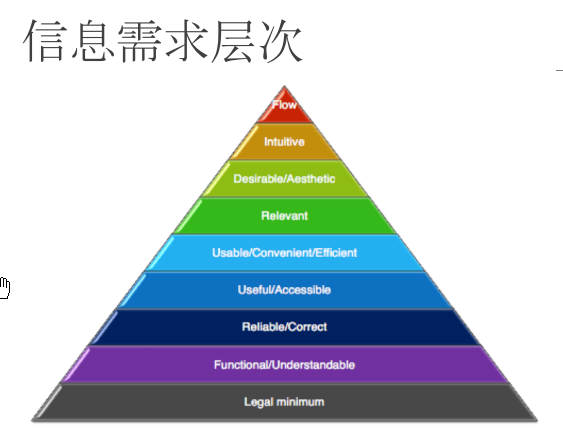 信息需求层次
Flow
Intuitive
Desirable/Aesthetic
Relevant
Usable/Convenient/Efficient
Useful/Accessible
Reliable/Correct
Functional/Understandable
Legal minimum